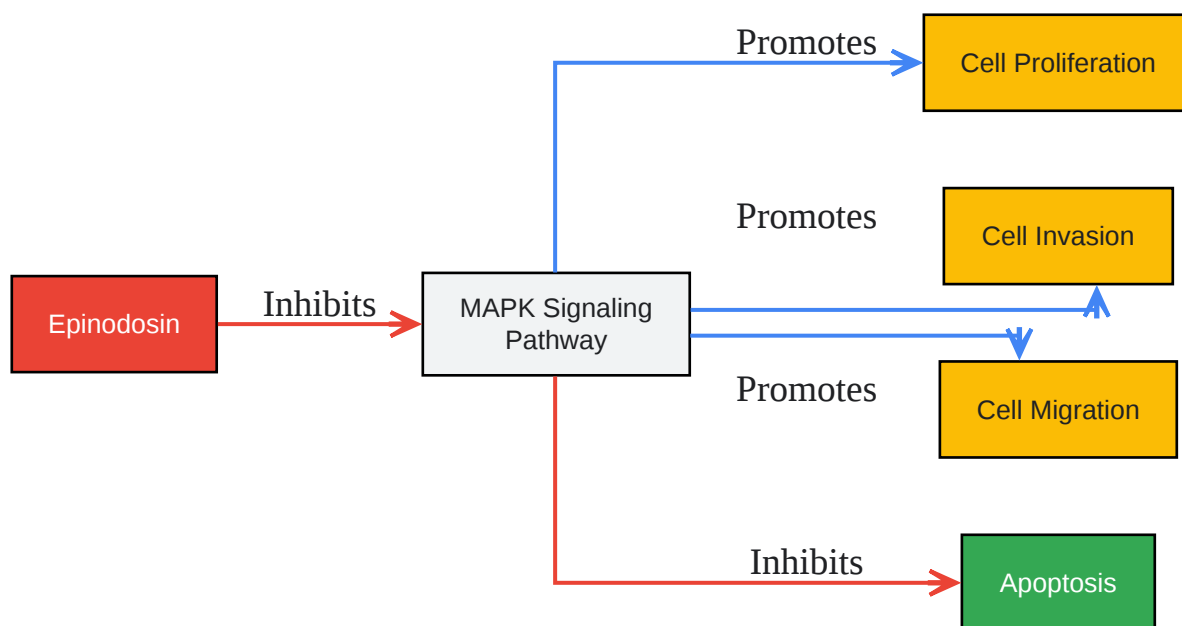 Promotes
Cell Proliferation
Promotes
Cell Invasion
Epinodosin
Inhibits
MAPK Signaling
Pathway
Promotes
Cell Migration
Inhibits
Apoptosis